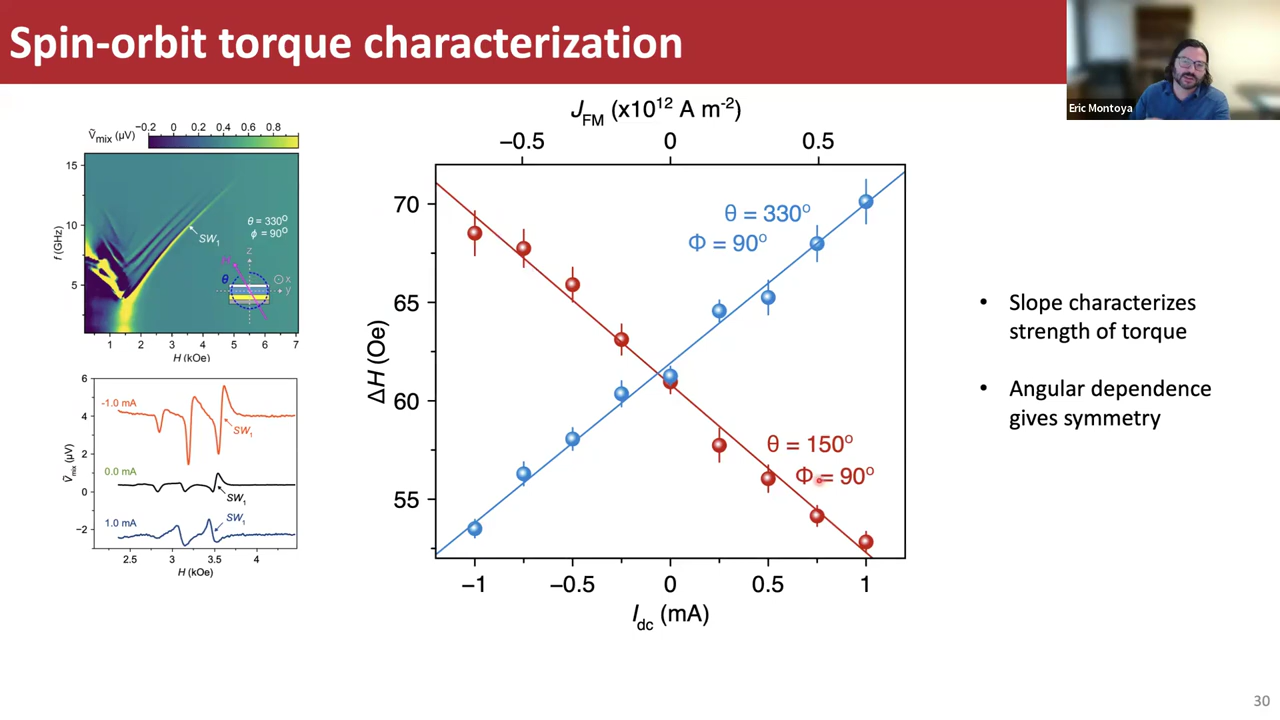 Spin-orbit torque characterization
Eric Montoya
Ṽmix (μV)
−0.2 0 0.2 0.4 0.6 0.8
15
10
5
f (GHz)
θ = 330°
ϕ = 90°
SW₁
z
θ
x
y
1 2 3 4 5 6 7
H (kOe)
6
4
2
0
−2
Ṽmix (μV)
-1.0 mA
SW₁
0.0 mA
SW₁
1.0 mA
SW₁
2.5 3 3.5 4
H (kOe)
J_FM (x10¹² A m⁻²)
−0.5 0 0.5
70
65
60
55
ΔH (Oe)
θ = 330°
Φ = 90°
θ = 150°
Φ = 90°
−1 −0.5 0 0.5 1
I_dc (mA)
• Slope characterizes
strength of torque
• Angular dependence
gives symmetry
30